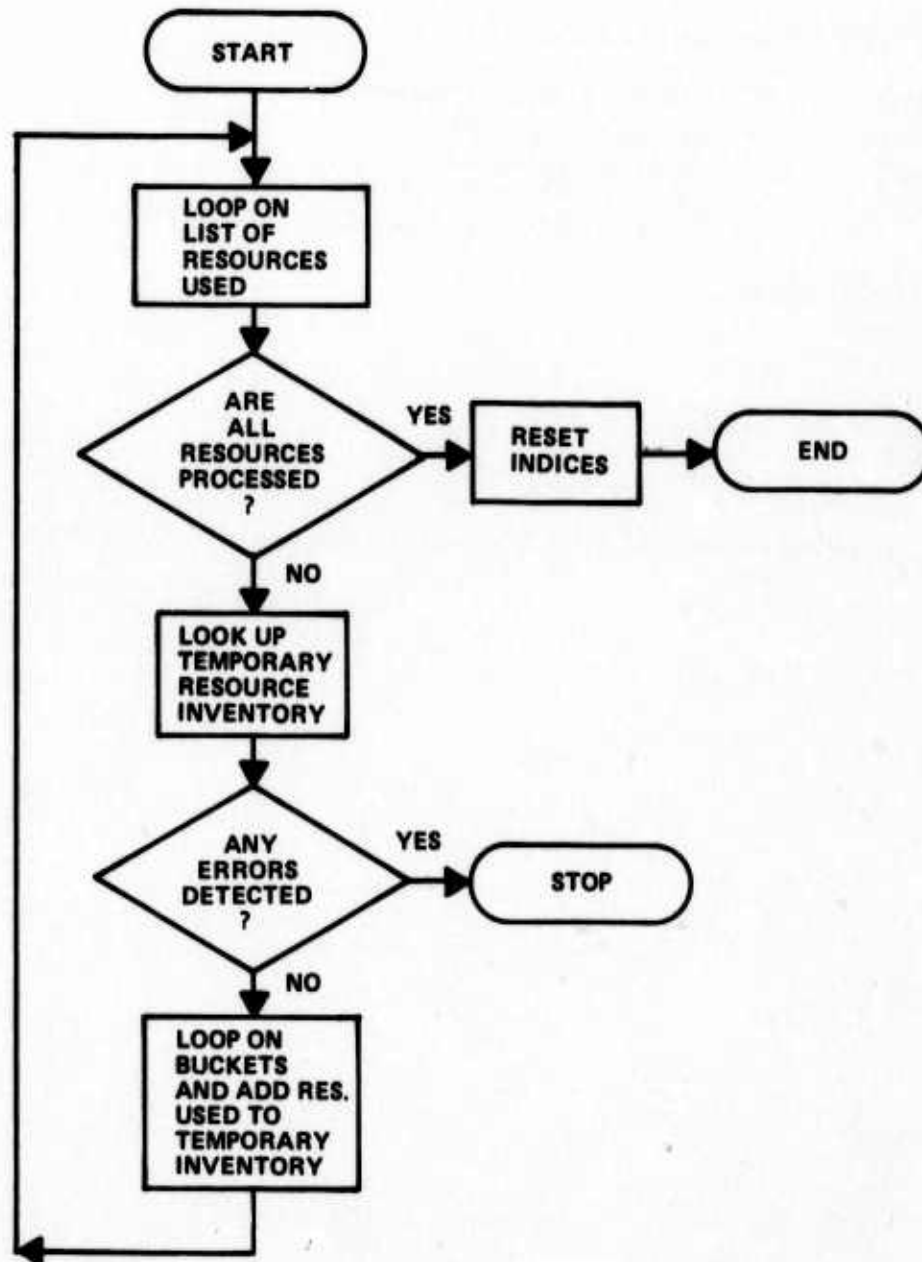 START
LOOP ON
LIST OF
RESOURCES
USED
ARE
ALL
RESOURCES
PROCESSED
?
YES
RESET
INDICES
END
NO
LOOK UP
TEMPORARY
RESOURCE
INVENTORY
ANY
ERRORS
DETECTED
?
YES
STOP
NO
LOOP ON
BUCKETS
AND ADD RES.
USED TO
TEMPORARY
INVENTORY